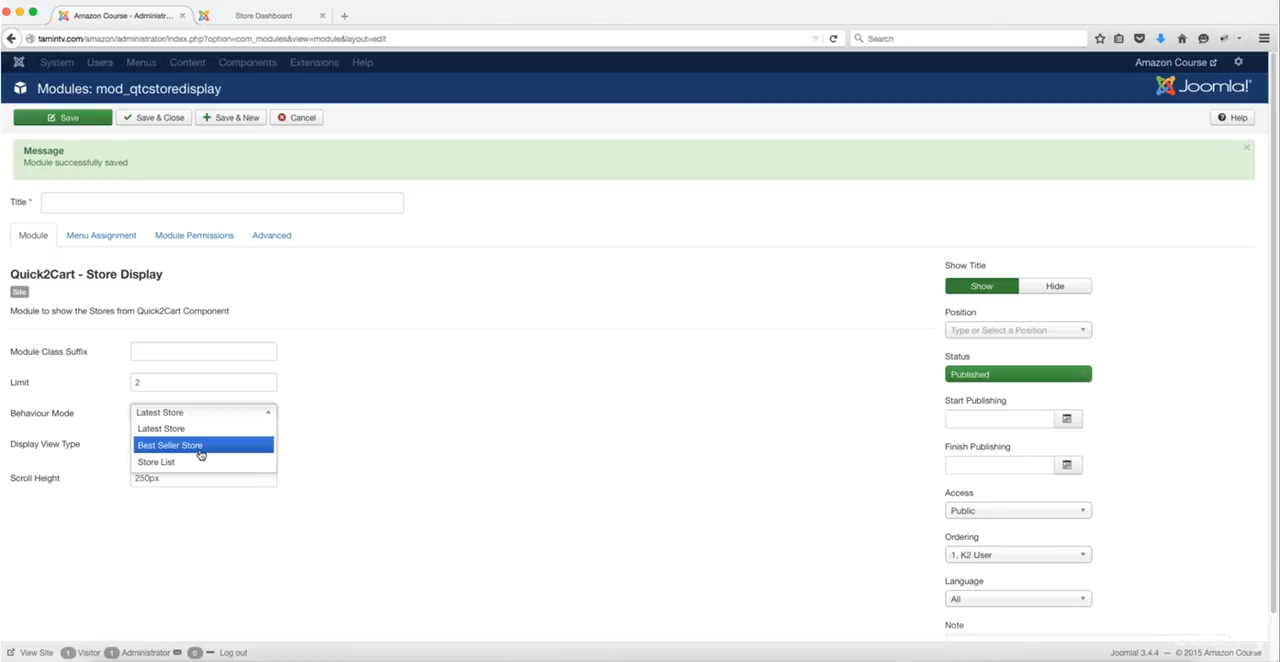 Amazon Course - Administr...
Store Dashboard
tamintv.com/amazon/administrator/index.php?option=com_modules&view=module&layout=edit
Search
System Users Menus Content Components Extensions Help
Amazon Course
Modules: mod_qtcstoredisplay
Joomla!®
Save
Save & Close
Save & New
Cancel
Help
Message
Module successfully saved
Title *
Module
Menu Assignment
Module Permissions
Advanced
Quick2Cart - Store Display
Site
Module to show the Stores from Quick2Cart Component
Module Class Suffix
Limit
2
Behaviour Mode
Latest Store
Latest Store
Best Seller Store
Store List
Display View Type
Scroll Height
250px
Show Title
Show
Hide
Position
Type or Select a Position
Status
Published
Start Publishing
Finish Publishing
Access
Public
Ordering
1. K2 User
Language
All
Note
View Site 1 Visitor 1 Administrator 0 Log out
Joomla! 3.4.4 — © 2015 Amazon Course